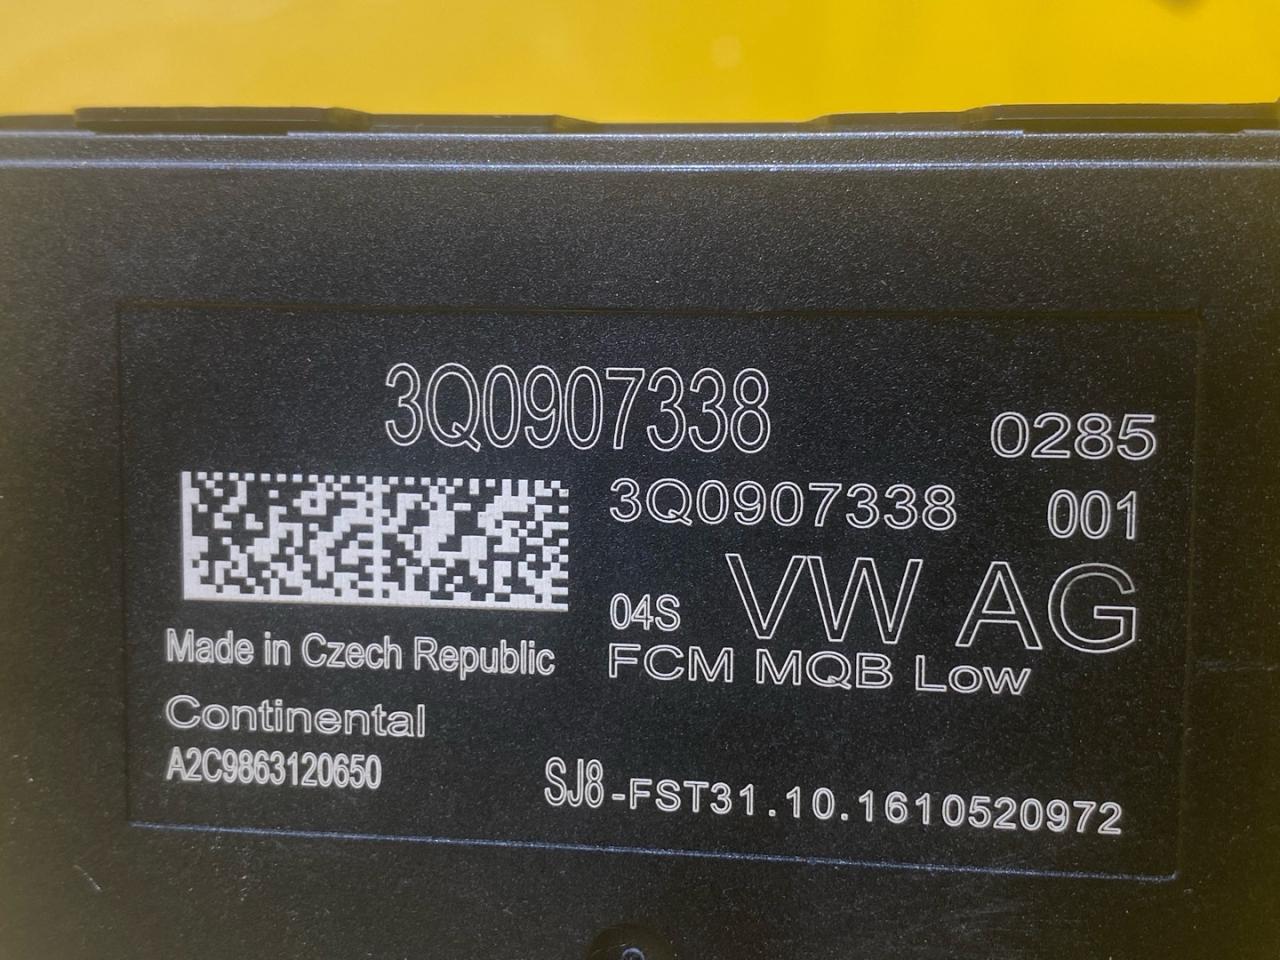 3Q0907338
0285
3Q0907338 001
04S VW AG
FCM MQB Low
Made in Czech Republic
Continental
A2C9863120650
SJ8-FST31.10.1610520972